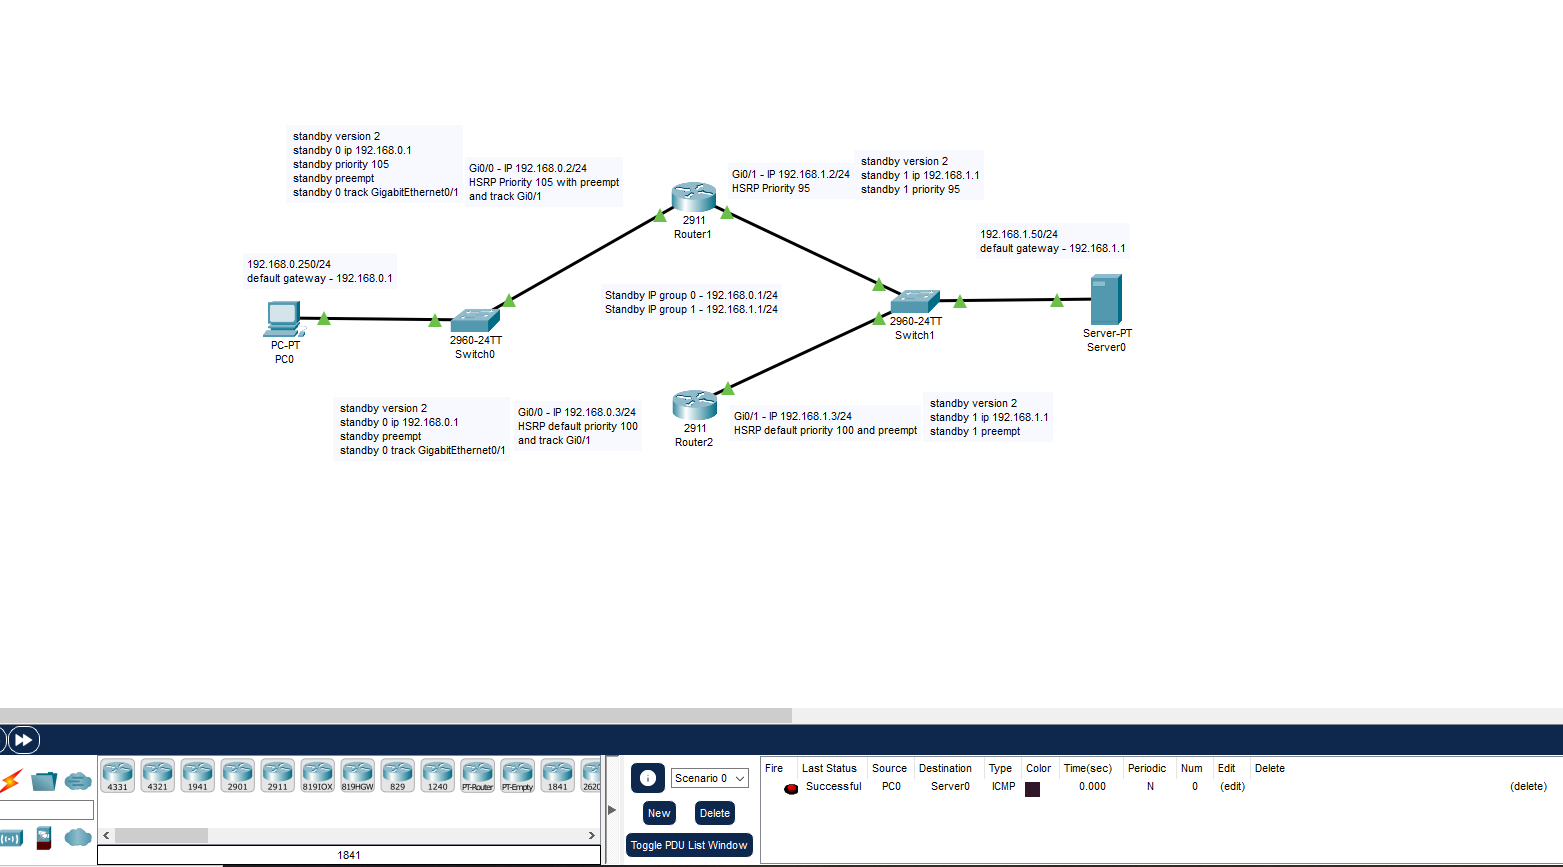 standby version 2
standby 0 ip 192.168.0.1
standby priority 105
standby preempt
standby 0 track GigabitEthernet0/1
Gi0/0 - IP 192.168.0.2/24
HSRP Priority 105 with preempt
and track Gi0/1
Gi0/1 - IP 192.168.1.2/24
HSRP Priority 95
standby version 2
standby 1 ip 192.168.1.1
standby 1 priority 95
2911
Router1
192.168.1.50/24
default gateway - 192.168.1.1
192.168.0.250/24
default gateway - 192.168.0.1
Standby IP group 0 - 192.168.0.1/24
Standby IP group 1 - 192.168.1.1/24
PC-PT
PC0
2960-24TT
Switch0
2960-24TT
Switch1
Server-PT
Server0
standby version 2
standby 0 ip 192.168.0.1
standby preempt
standby 0 track GigabitEthernet0/1
Gi0/0 - IP 192.168.0.3/24
HSRP default priority 100
and track Gi0/1
2911
Router2
Gi0/1 - IP 192.168.1.3/24
HSRP default priority 100 and preempt
standby version 2
standby 1 ip 192.168.1.1
standby 1 preempt
4331 4321 1941 2901 2911 819IOX 819HGW 829 1240 PT-Router PT-Empty 1841 2620
1841
Scenario 0
New Delete
Toggle PDU List Window
Fire Last Status Source Destination Type Color Time(sec) Periodic Num Edit Delete
Successful PC0 Server0 ICMP 0.000 N 0 (edit) (delete)